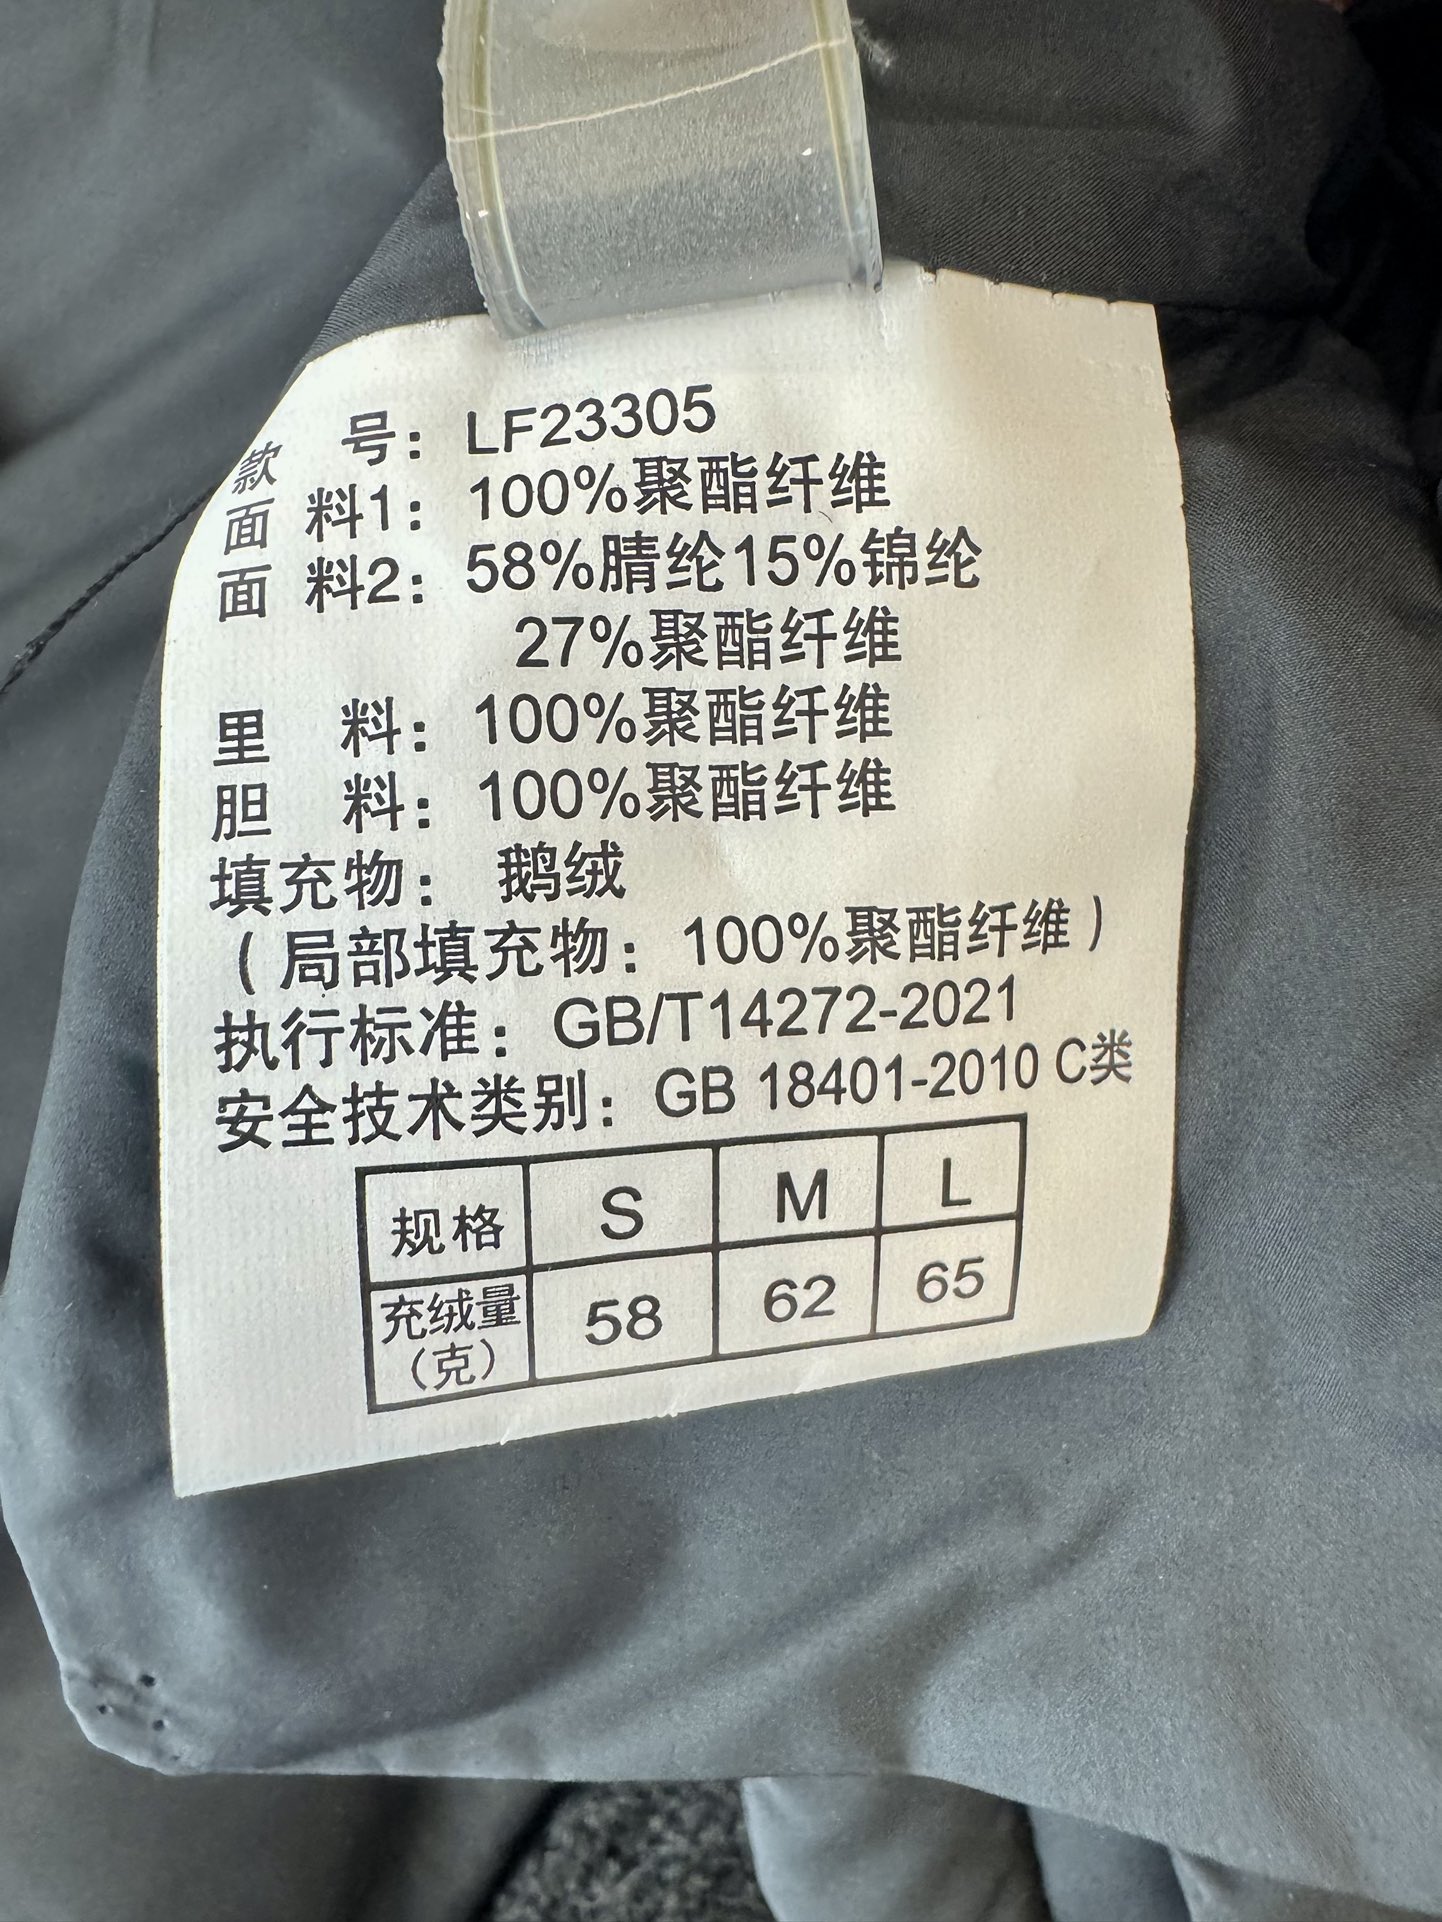 款 号：LF23305
面 料1：100%聚酯纤维
面 料2：58%腈纶15%锦纶
27%聚酯纤维
里 料：100%聚酯纤维
胆 料：100%聚酯纤维
填充物：鹅绒
（局部填充物：100%聚酯纤维）
执行标准：GB/T14272-2021
安全技术类别：GB 18401-2010 C类
规格 S M L
充绒量 58 62 65
（克）